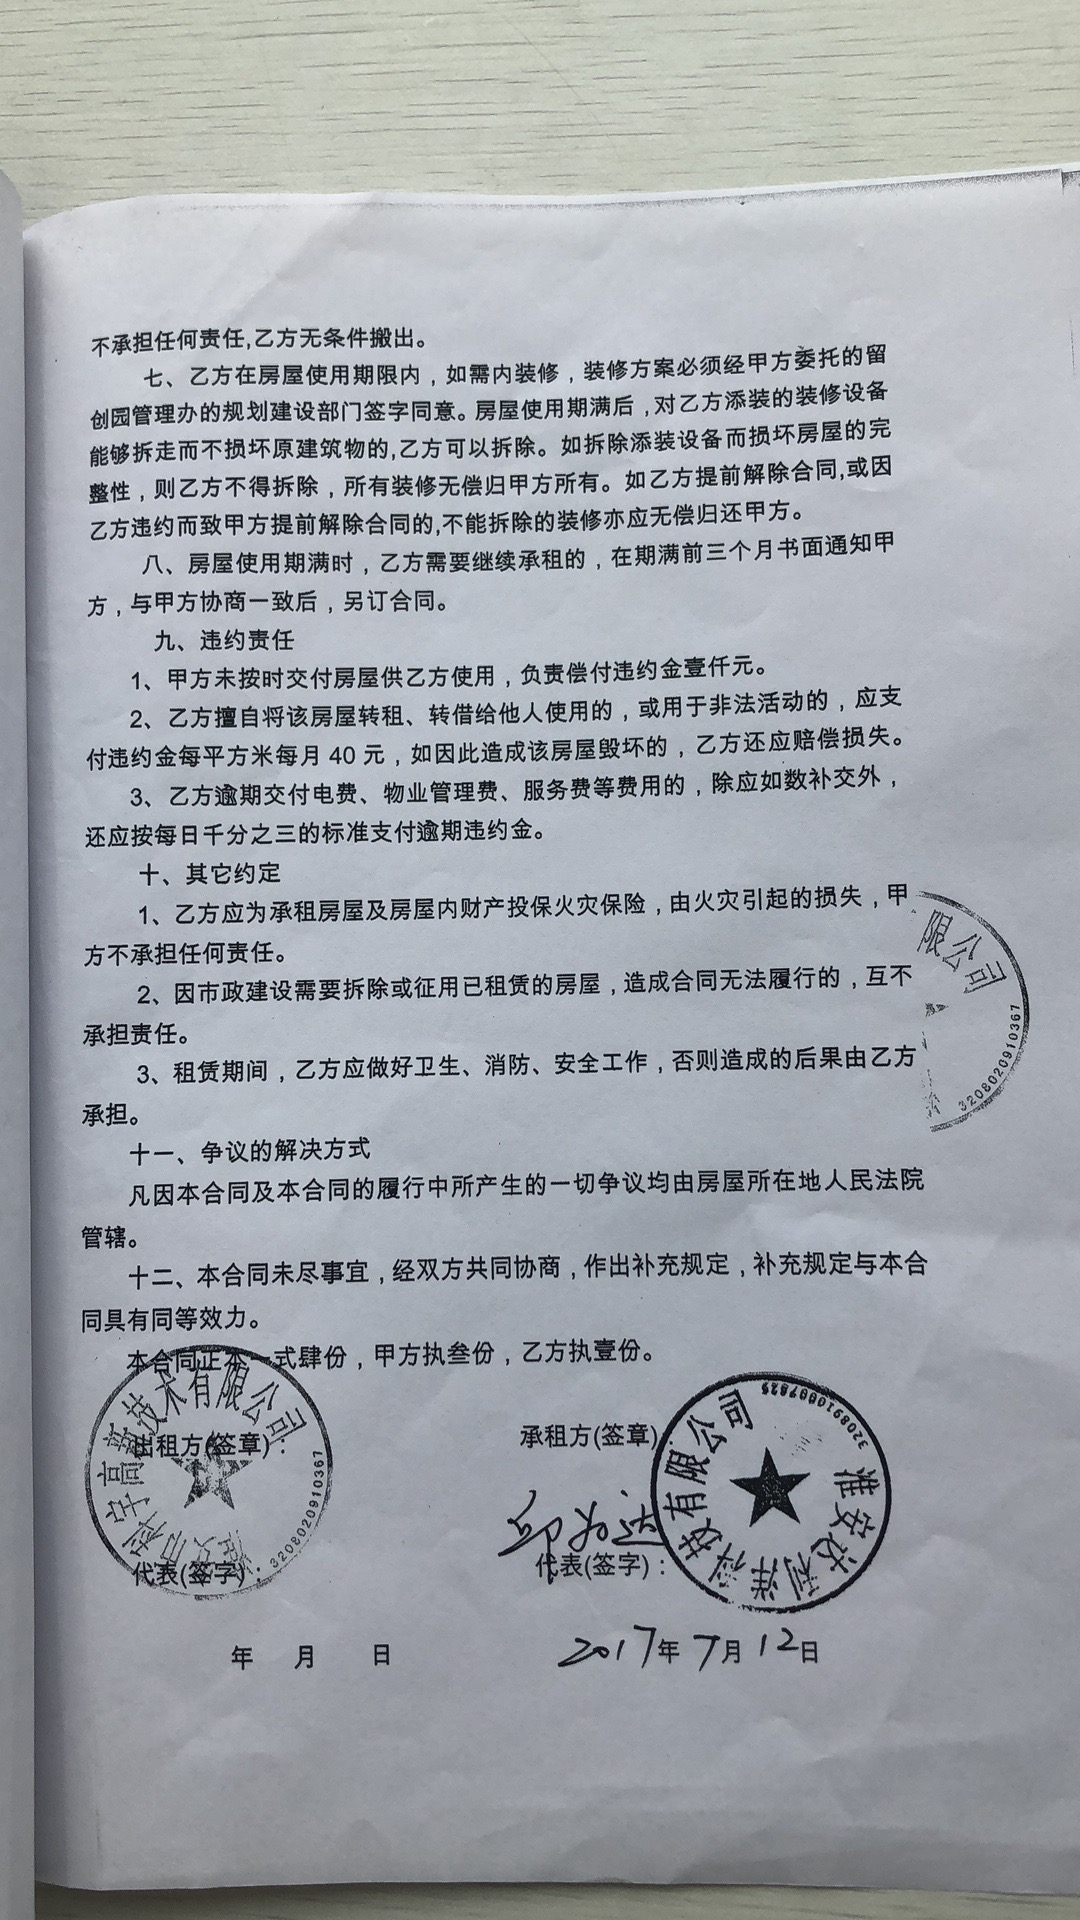 不承担任何责任,乙方无条件搬出。
七、乙方在房屋使用期限内，如需内装修，装修方案必须经甲方委托的留
创园管理办的规划建设部门签字同意。房屋使用期满后，对乙方添装的装修设备
能够拆走而不损坏原建筑物的,乙方可以拆除。如拆除添装设备而损坏房屋的完
整性，则乙方不得拆除，所有装修无偿归甲方所有。如乙方提前解除合同,或因
乙方违约而致甲方提前解除合同的,不能拆除的装修亦应无偿归还甲方。
八、房屋使用期满时，乙方需要继续承租的，在期满前三个月书面通知甲
方，与甲方协商一致后，另订合同。
九、违约责任
1、甲方未按时交付房屋供乙方使用，负责偿付违约金壹仟元。
2、乙方擅自将该房屋转租、转借给他人使用的，或用于非法活动的，应支
付违约金每平方米每月 40 元，如因此造成该房屋毁坏的，乙方还应赔偿损失。
3、乙方逾期交付电费、物业管理费、服务费等费用的，除应如数补交外，
还应按每日千分之三的标准支付逾期违约金。
十、其它约定
1、乙方应为承租房屋及房屋内财产投保火灾保险，由火灾引起的损失，甲
方不承担任何责任。
2、因市政建设需要拆除或征用已租赁的房屋，造成合同无法履行的，互不
承担责任。
3、租赁期间，乙方应做好卫生、消防、安全工作，否则造成的后果由乙方
承担。
限公司
3208020910367
十一、争议的解决方式
凡因本合同及本合同的履行中所产生的一切争议均由房屋所在地人民法院
管辖。
十二、本合同未尽事宜，经双方共同协商，作出补充规定，补充规定与本合
同具有同等效力。
本合同正本一式肆份，甲方执叁份，乙方执壹份。
出租方(签章)：
承租方(签章)
科宇高新技术有限公司
3208020910367
淮安达利洋科技有限公司
代表(签字)：
代表(签字)：
年 月 日
2017年7月12日